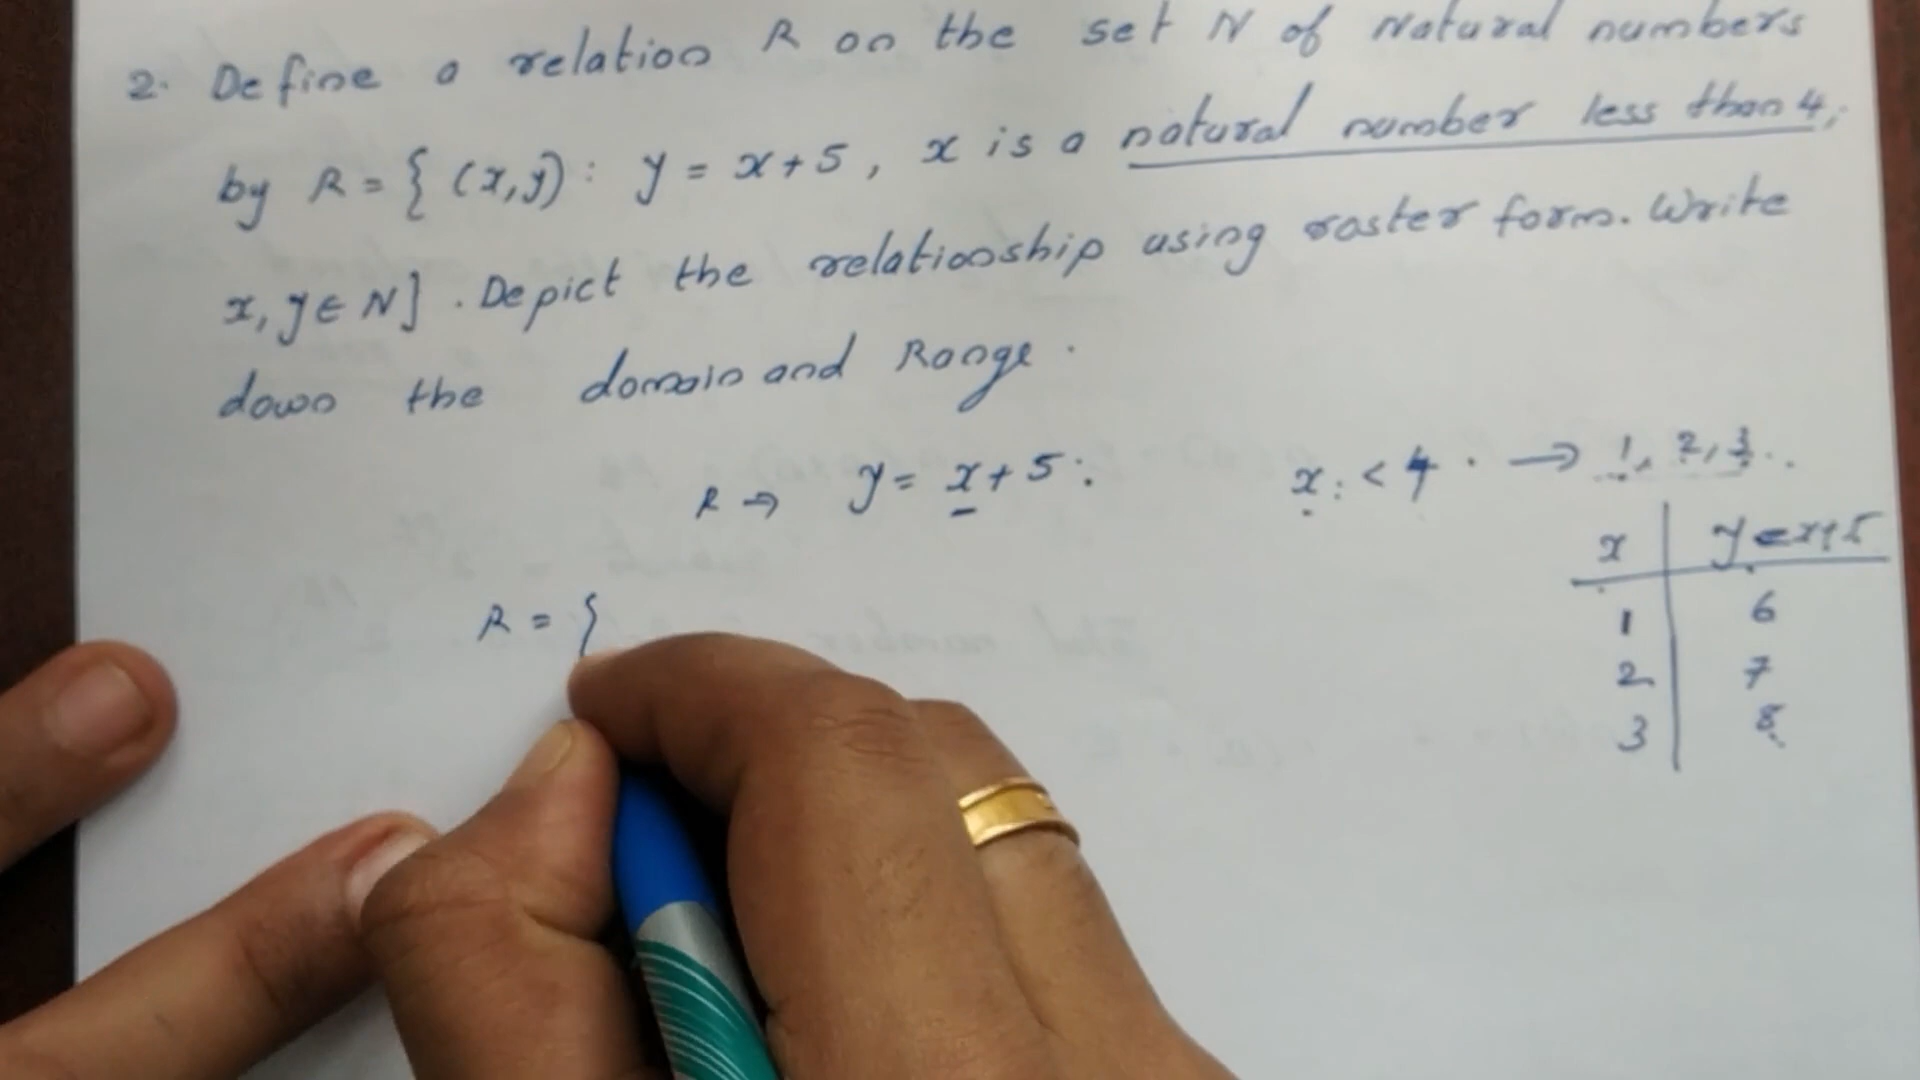 2. Define a relation R on the set N of Natural numbers
by R = { (x,y) : y = x+5, x is a natural number less than 4;
x, y ∈ N} . Depict the relationship using roster form. Write
down the domain and Range.
R → y = x + 5 : x : < 4 . → 1, 2, 3 . .
x | y = x+5
R = {
1 | 6
2 | 7
3 | 8